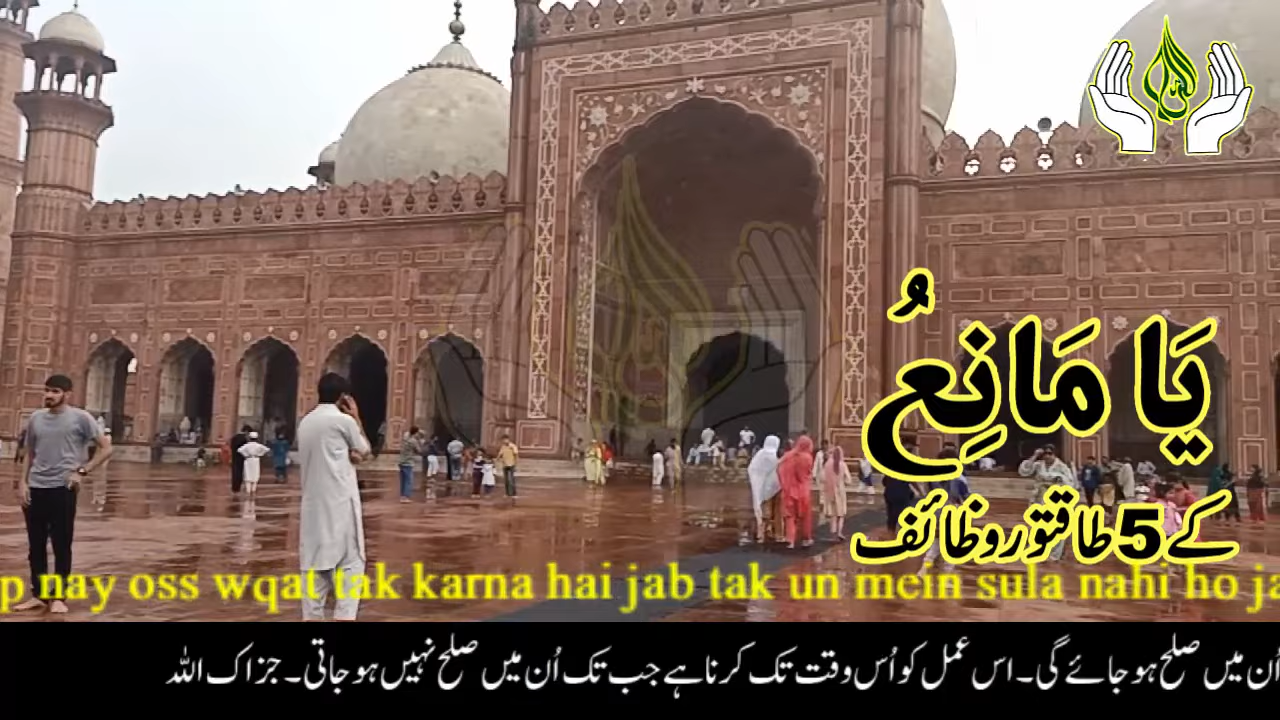 یَا مَانِعُ
کے 5 طاقتور وظائف
p nay oss wqat tak karna hai jab tak un mein sula nahi ho ja
اُن میں صلح ہو جائے گی۔ اس عمل کو اُس وقت تک کرنا ہے جب تک اُن میں صلح نہیں ہو جاتی۔ جزاک اللہ